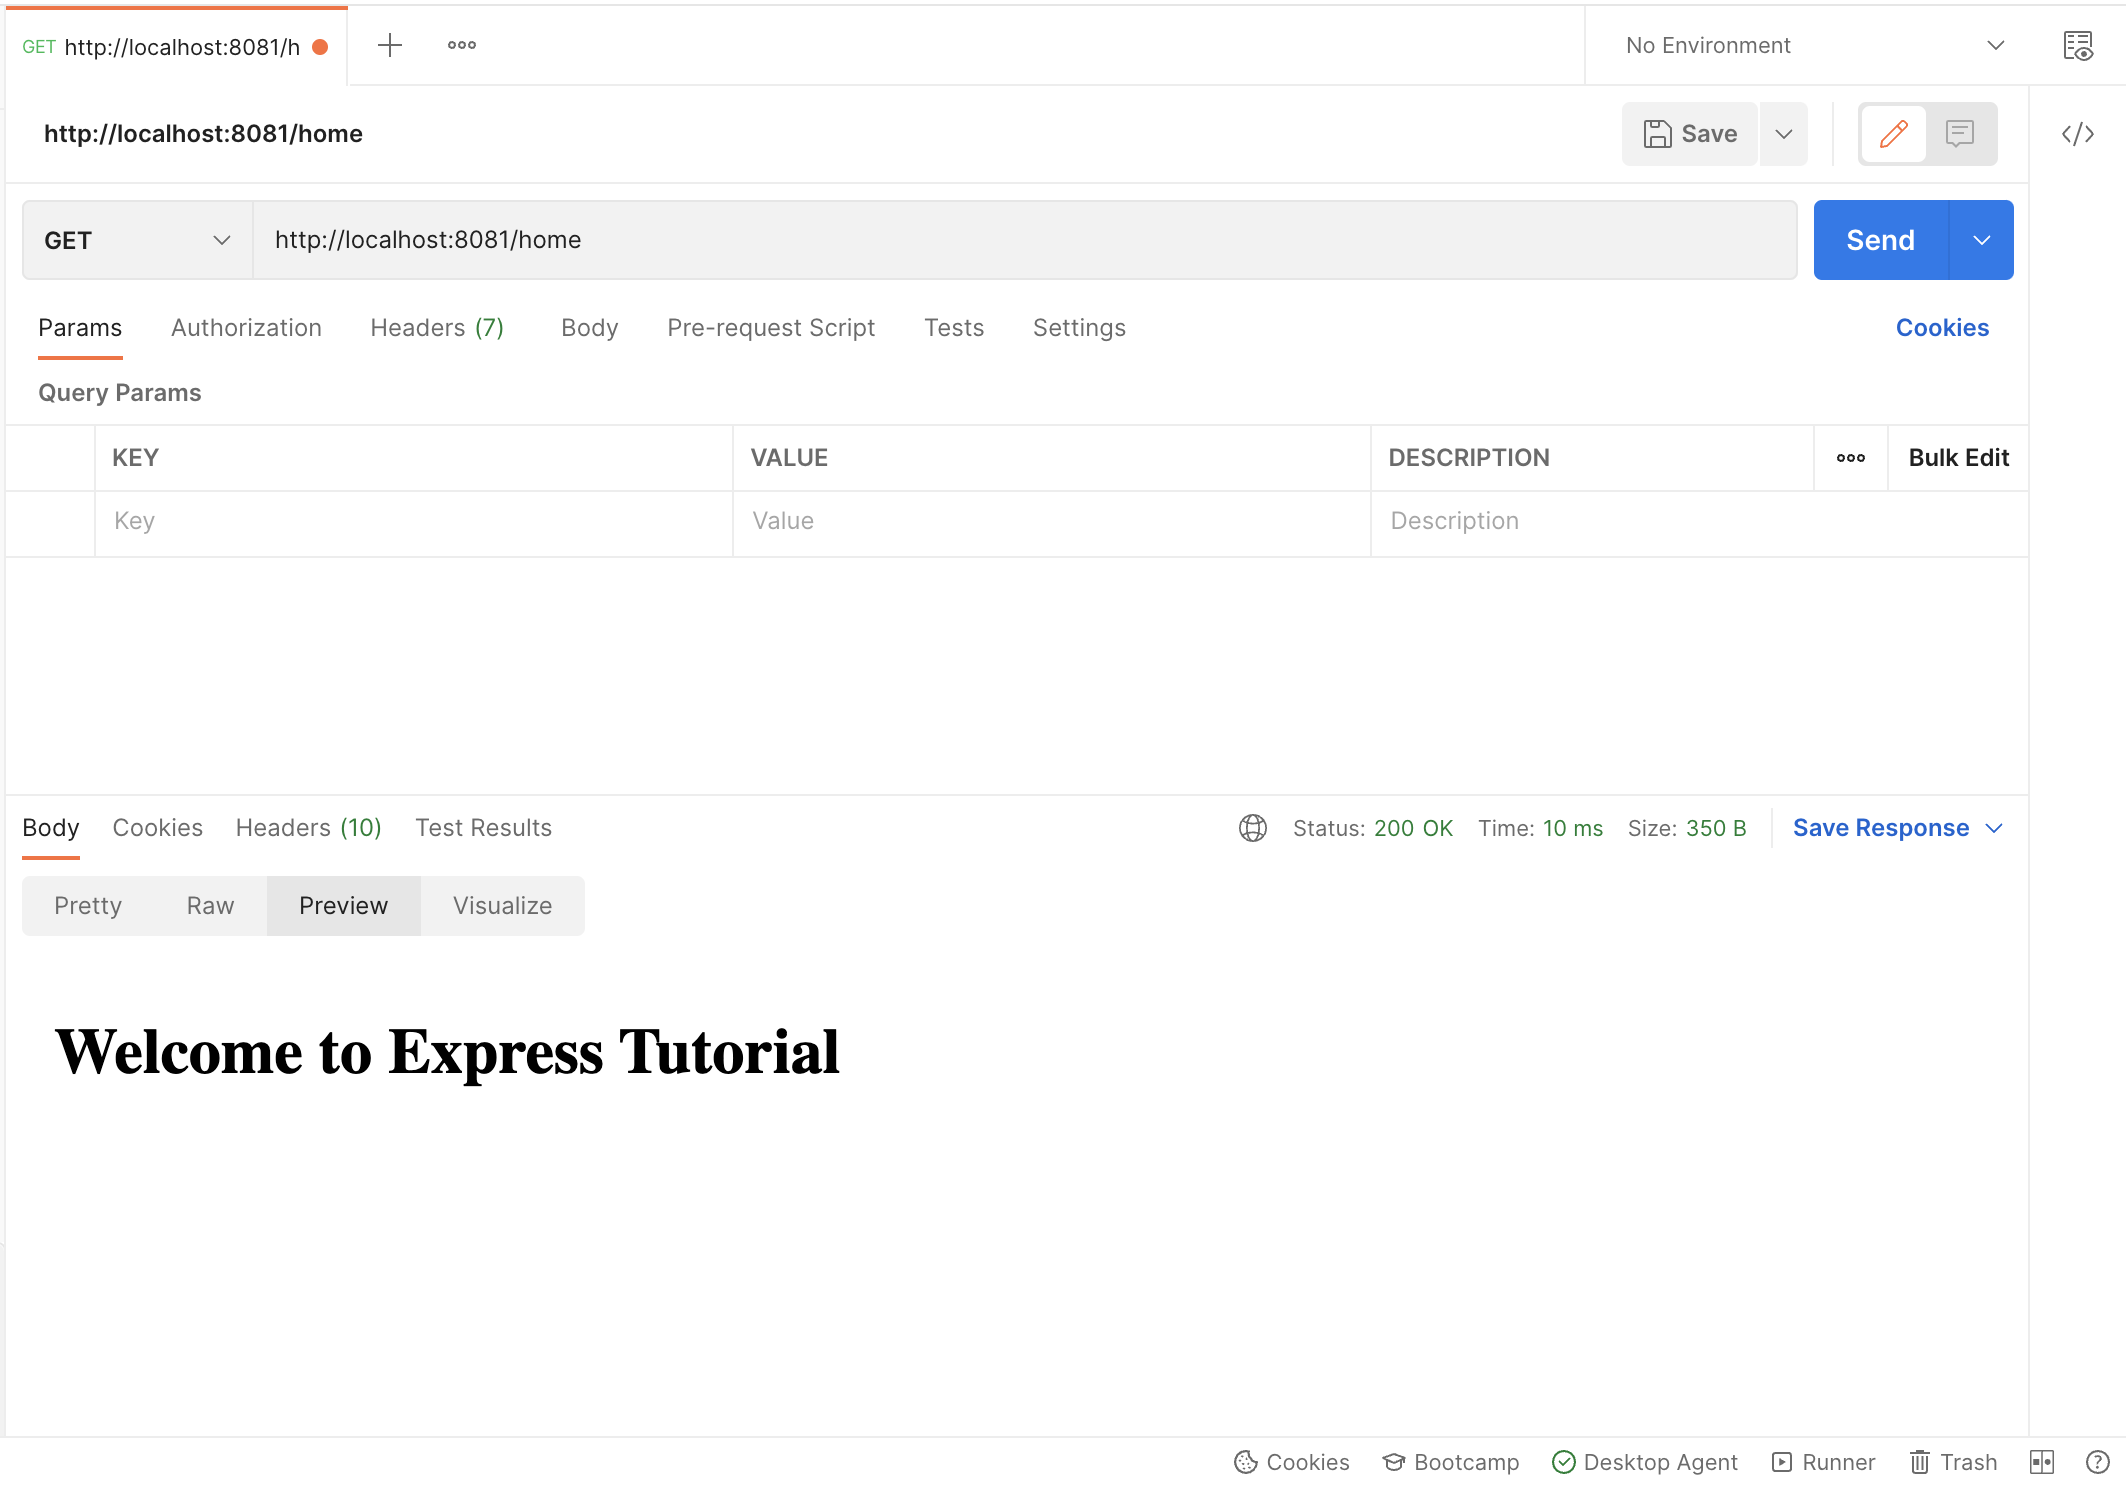 GET http://localhost:8081/h
No Environment
http://localhost:8081/home
Save
GET http://localhost:8081/home Send
Params Authorization Headers (7) Body Pre-request Script Tests Settings Cookies
Query Params
KEY VALUE DESCRIPTION Bulk Edit
Key Value Description
Body Cookies Headers (10) Test Results Status: 200 OK Time: 10 ms Size: 350 B Save Response
Pretty Raw Preview Visualize
Welcome to Express Tutorial
Cookies Bootcamp Desktop Agent Runner Trash